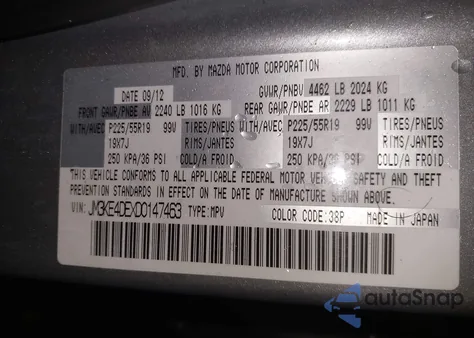 MFD. BY MAZDA MOTOR CORPORATION
DATE 09/12 GVWR/PNBV 4462 LB 2024 KG
FRONT GAWR/PNBE AV 2240 LB 1016 KG REAR GAWR/PNBE AR 2229 LB 1011 KG
WITH/AVEC P225/55R19 99V TIRES/PNEUS WITH/AVEC P225/55R19 99V TIRES/PNEUS
19X7J RIMS/JANTES 19X7J RIMS/JANTES
250 KPA/36 PSI COLD/A FROID 250 KPA/36 PSI COLD/A FROID
THIS VEHICLE CONFORMS TO ALL APPLICABLE FEDERAL MOTOR VEHICLE SAFETY AND THEFT
PREVENTION STANDARDS IN EFFECT ON THE DATE OF MANUFACTURE SHOWN ABOVE.
VIN: JM3KE4DEXD0147463 TYPE:MPV COLOR CODE:38P MADE IN JAPAN
autoSnap